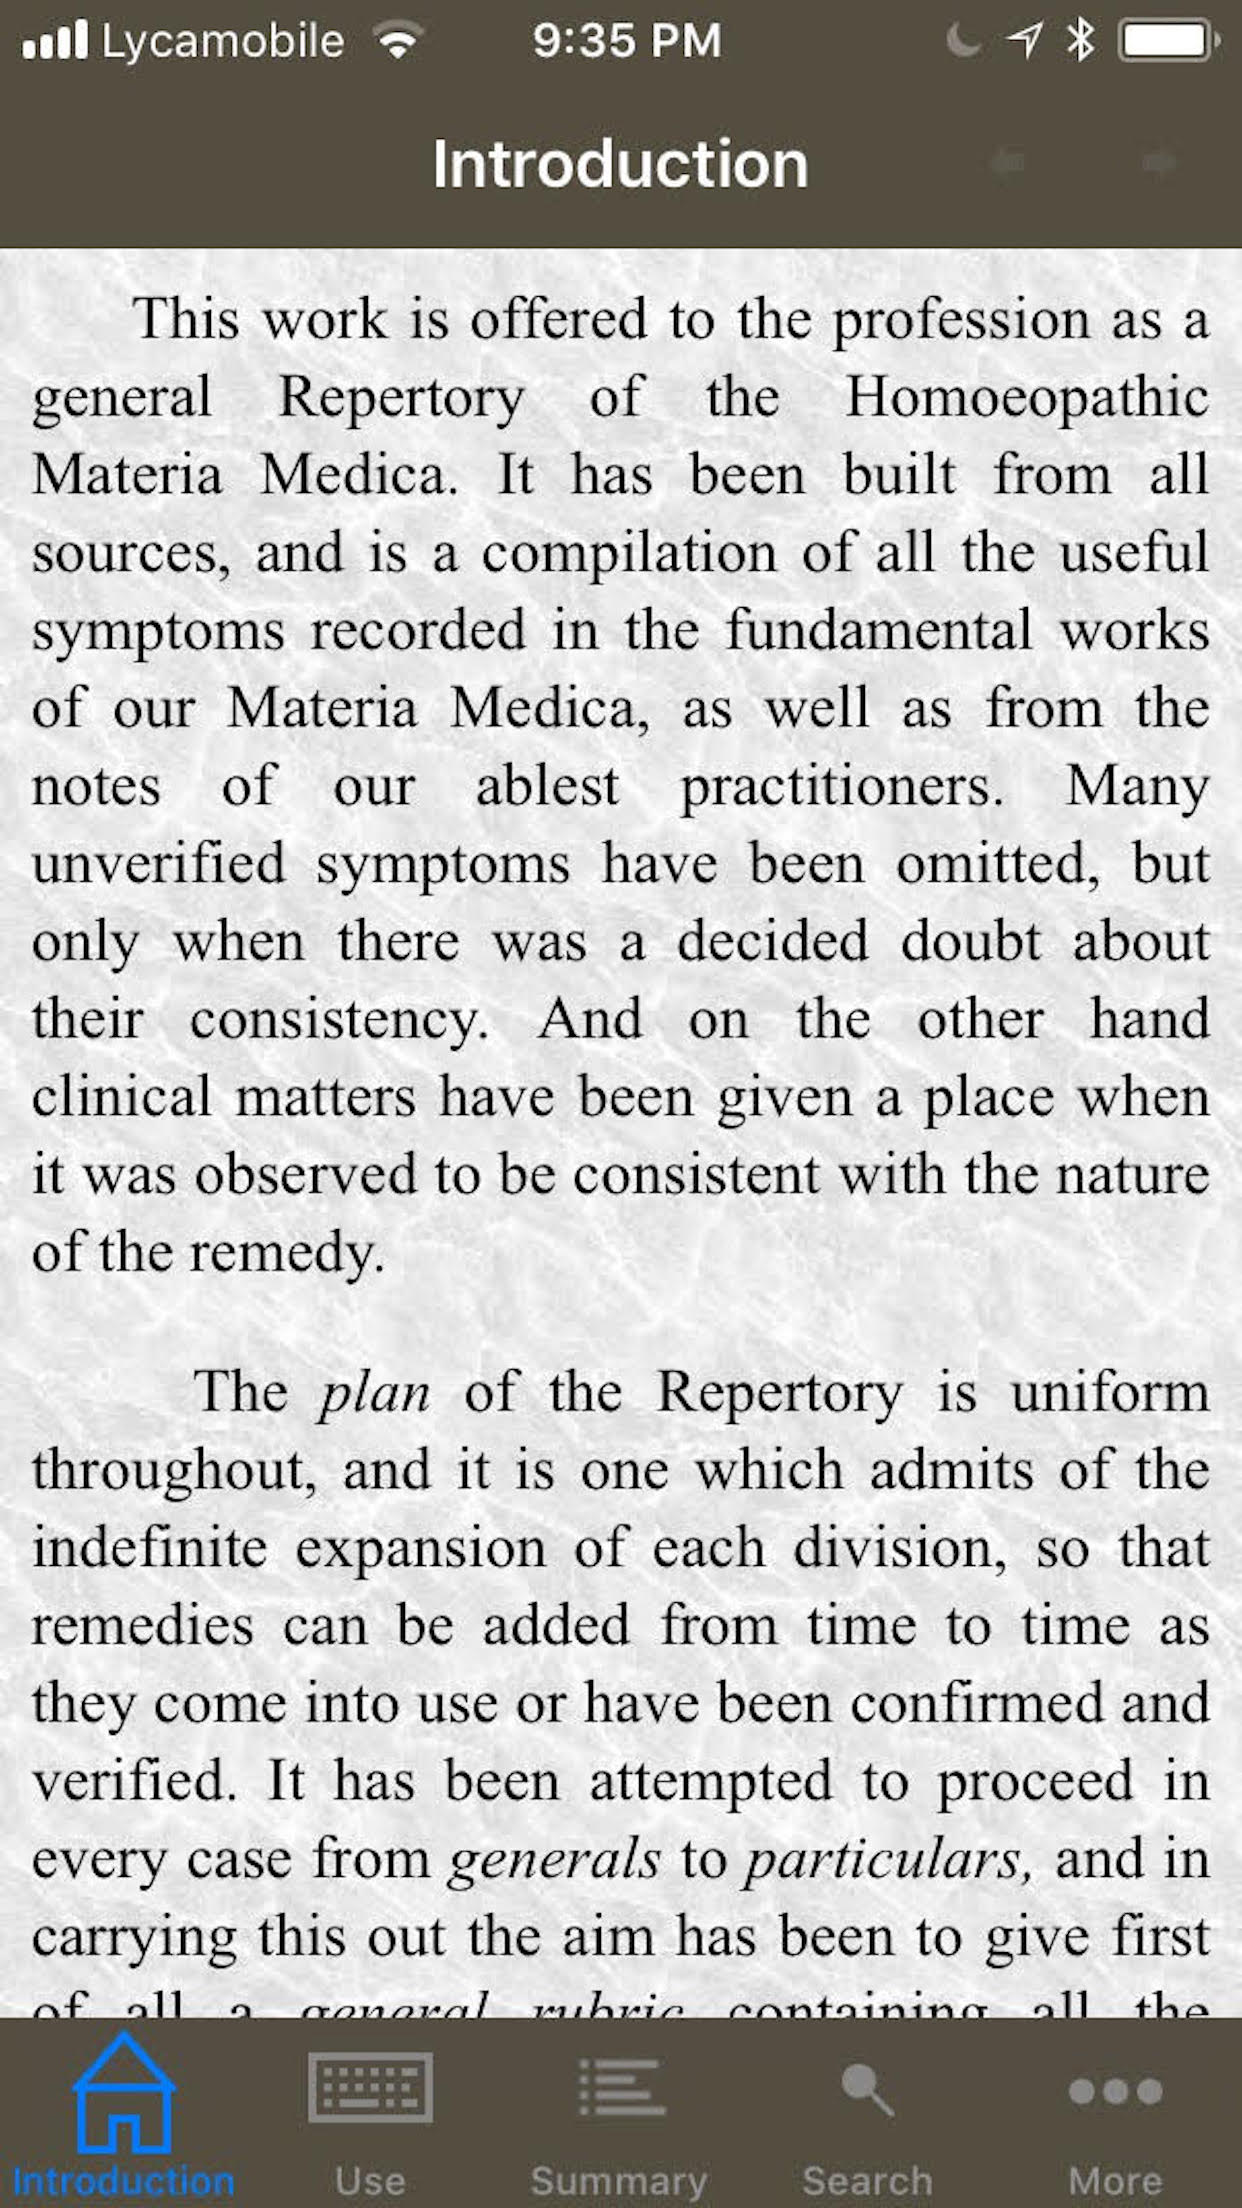 Lycamobile 9:35 PM
Introduction
This work is offered to the profession as a
general Repertory of the Homoeopathic
Materia Medica. It has been built from all
sources, and is a compilation of all the useful
symptoms recorded in the fundamental works
of our Materia Medica, as well as from the
notes of our ablest practitioners. Many
unverified symptoms have been omitted, but
only when there was a decided doubt about
their consistency. And on the other hand
clinical matters have been given a place when
it was observed to be consistent with the nature
of the remedy.
The plan of the Repertory is uniform
throughout, and it is one which admits of the
indefinite expansion of each division, so that
remedies can be added from time to time as
they come into use or have been confirmed and
verified. It has been attempted to proceed in
every case from generals to particulars, and in
carrying this out the aim has been to give first
of all a general rubric containing all the
Introduction Use Summary Search More